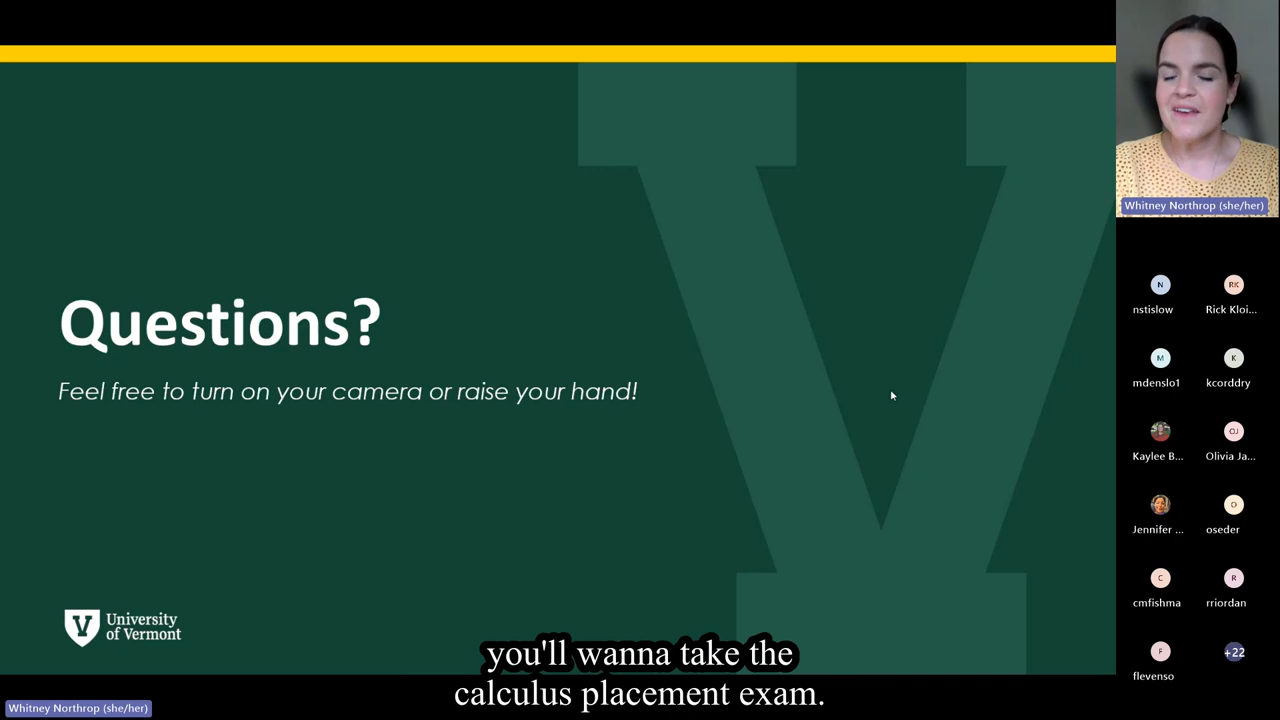 Questions?
Feel free to turn on your camera or raise your hand!
V University
of Vermont
you'll wanna take the
calculus placement exam.
Whitney Northrop (she/her)
Whitney Northrop (she/her)
N
RK
nstislow
Rick Kloi...
M
K
mdenslo1
kcorddry
OJ
Kaylee B...
Olivia Ja...
O
Jennifer ...
oseder
C
R
cmfishma
rriordan
F
+22
flevenso